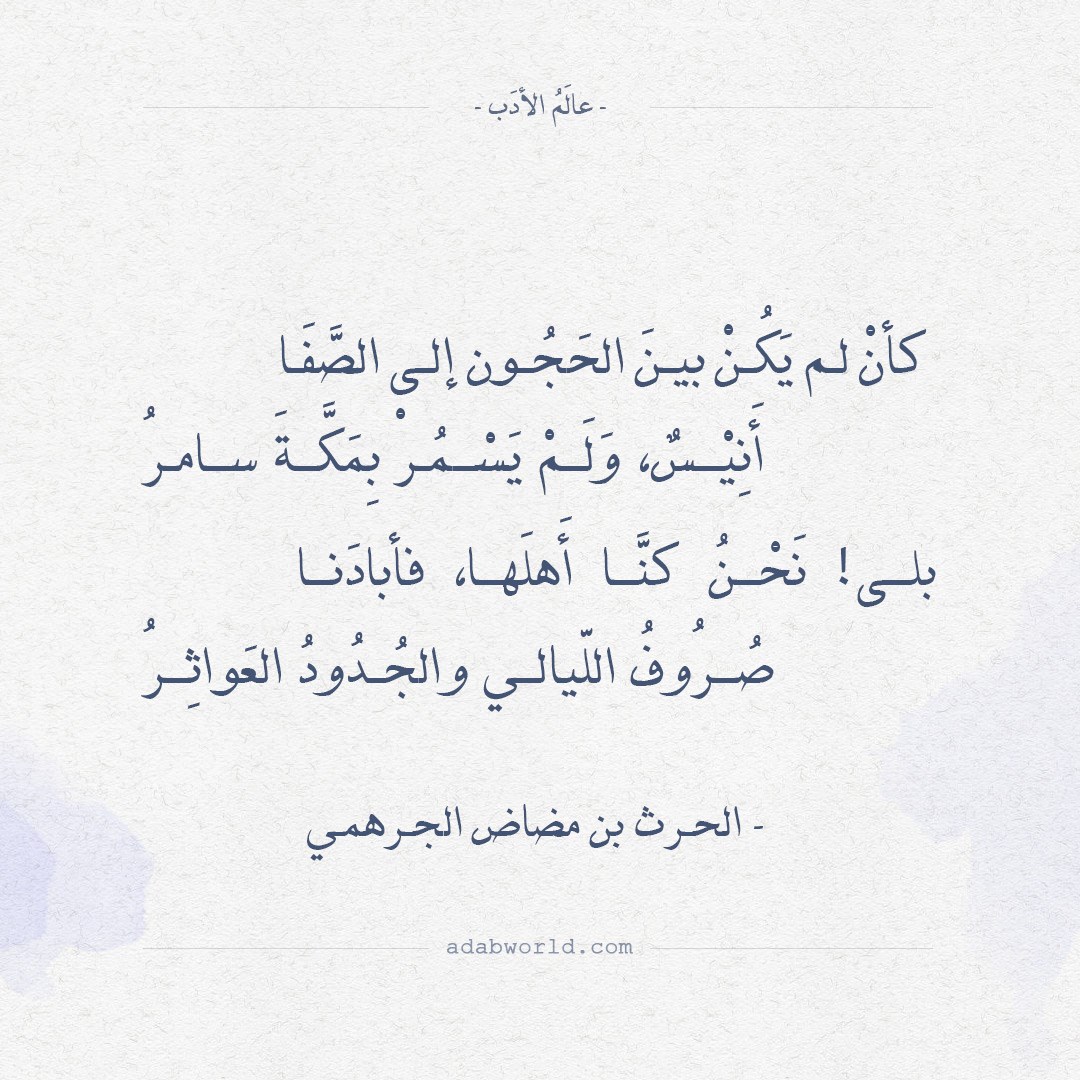 - عالَمُ الأدَب -
كأنْ لم يَكُنْ بينَ الحَجُون إلى الصَّفَا
أَنِيْسٌ، وَلَمْ يَسْمُرْ بِمَكَّةَ سامرُ
بلى! نَحْنُ كنَّا أَهلَها، فأبادَنا
صُرُوفُ اللّيالي والجُدُودُ العَواثِرُ
- الحرث بن مضاض الجرهمي
adabworld.com